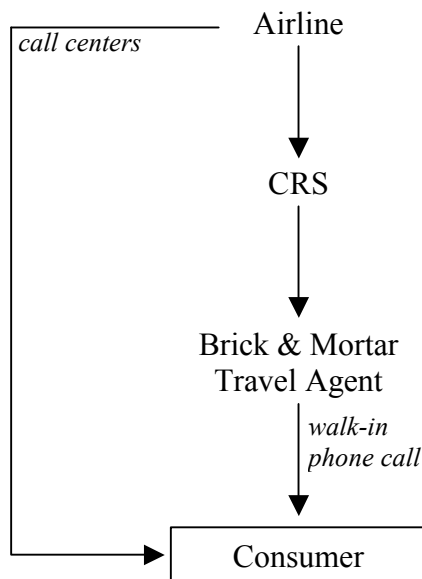 Airline
call centers
CRS
Brick & Mortar
Travel Agent
walk-in
phone call
Consumer